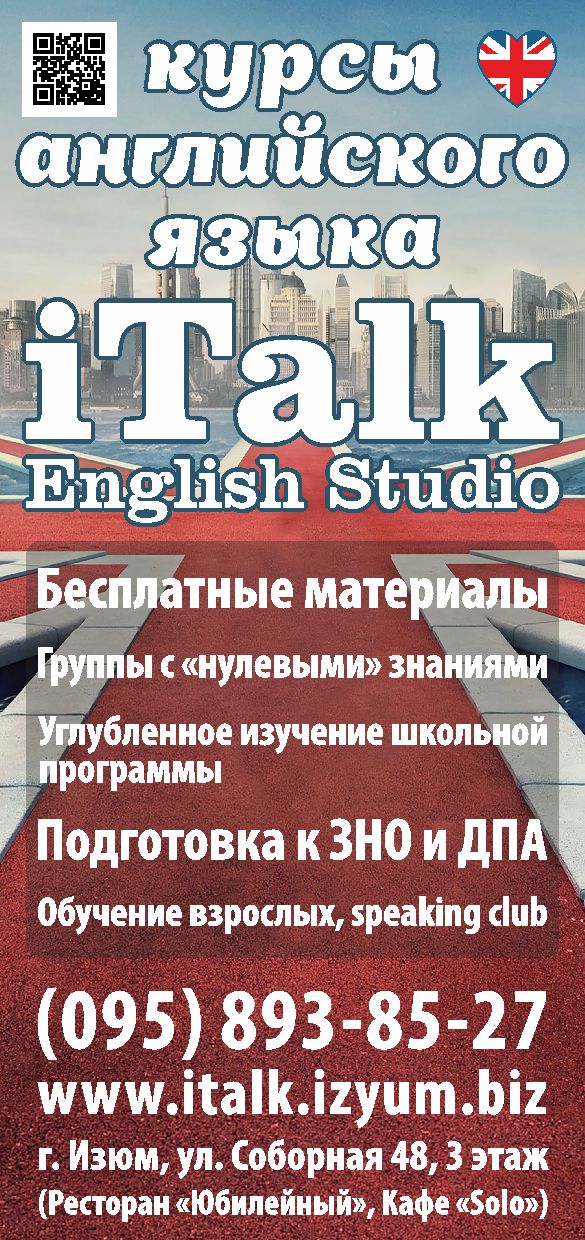 курсы
английского
языка
iTalk
English Studio
Бесплатные материалы
Группы с «нулевыми» знаниями
Углубленное изучение школьной
программы
Подготовка к ЗНО и ДПА
Обучение взрослых, speaking club
(095) 893-85-27
www.italk.izyum.biz
г. Изюм, ул. Соборная 48, 3 этаж
(Ресторан «Юбилейный», Кафе «Solo»)